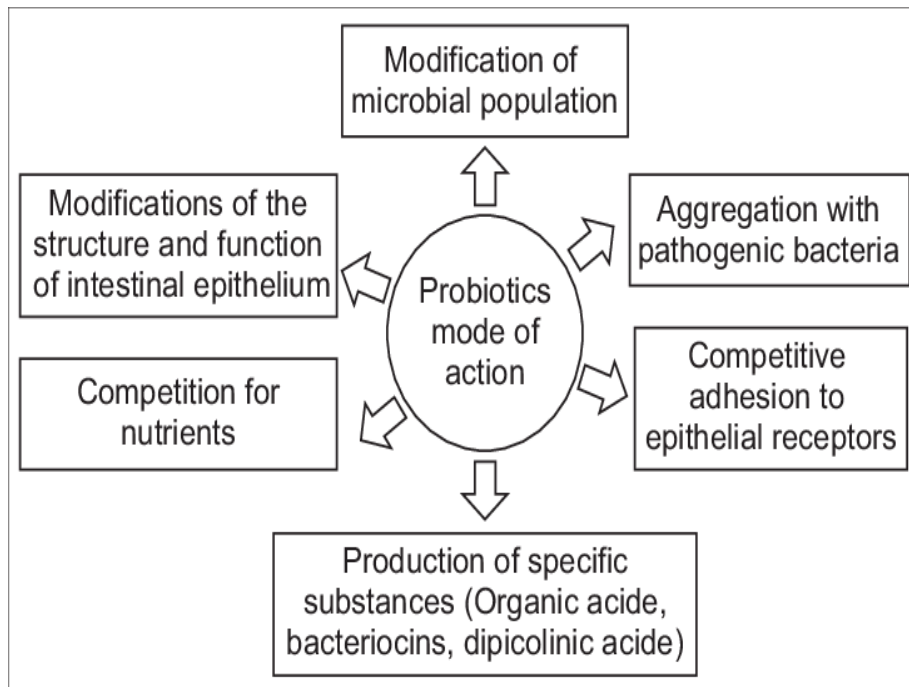 Modification of
microbial population
Modifications of the
structure and function
of intestinal epithelium
Aggregation with
pathogenic bacteria
Probiotics
mode of
action
Competition for
nutrients
Competitive
adhesion to
epithelial receptors
Production of specific
substances (Organic acide,
bacteriocins, dipicolinic acide)